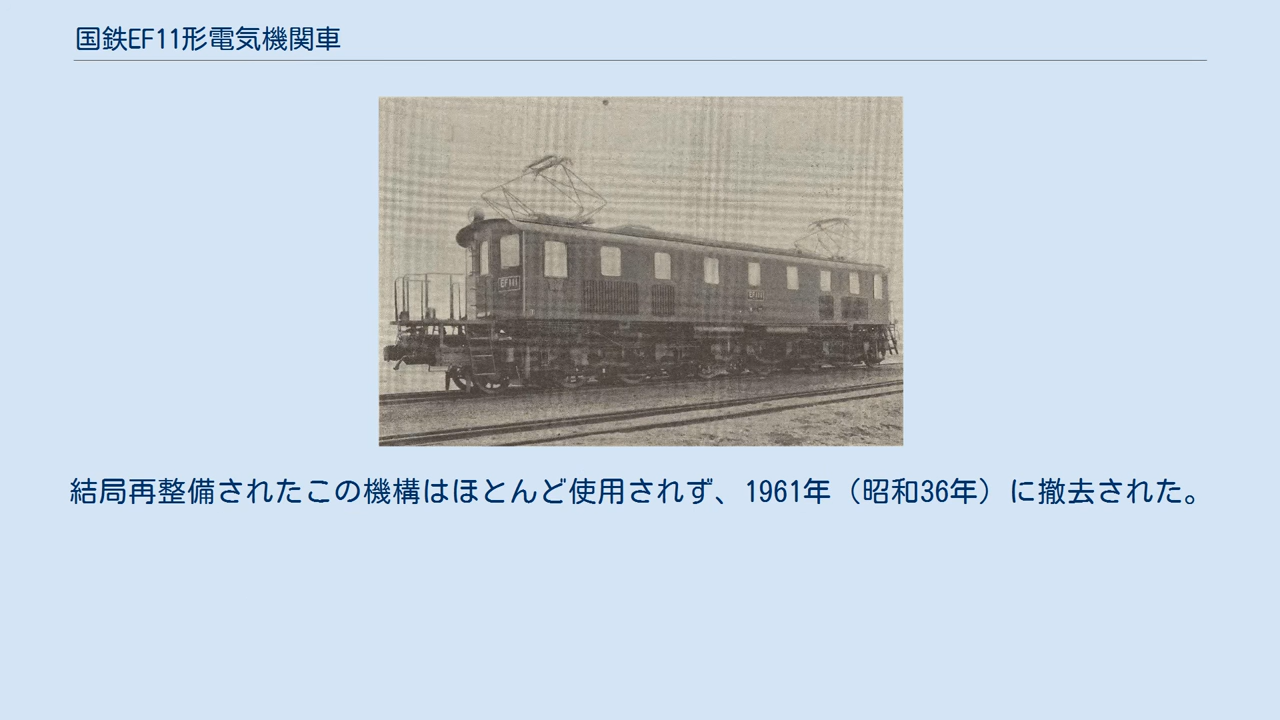 国鉄EF11形電気機関車
結局再整備されたこの機構はほとんど使用されず、1961年（昭和36年）に撤去された。